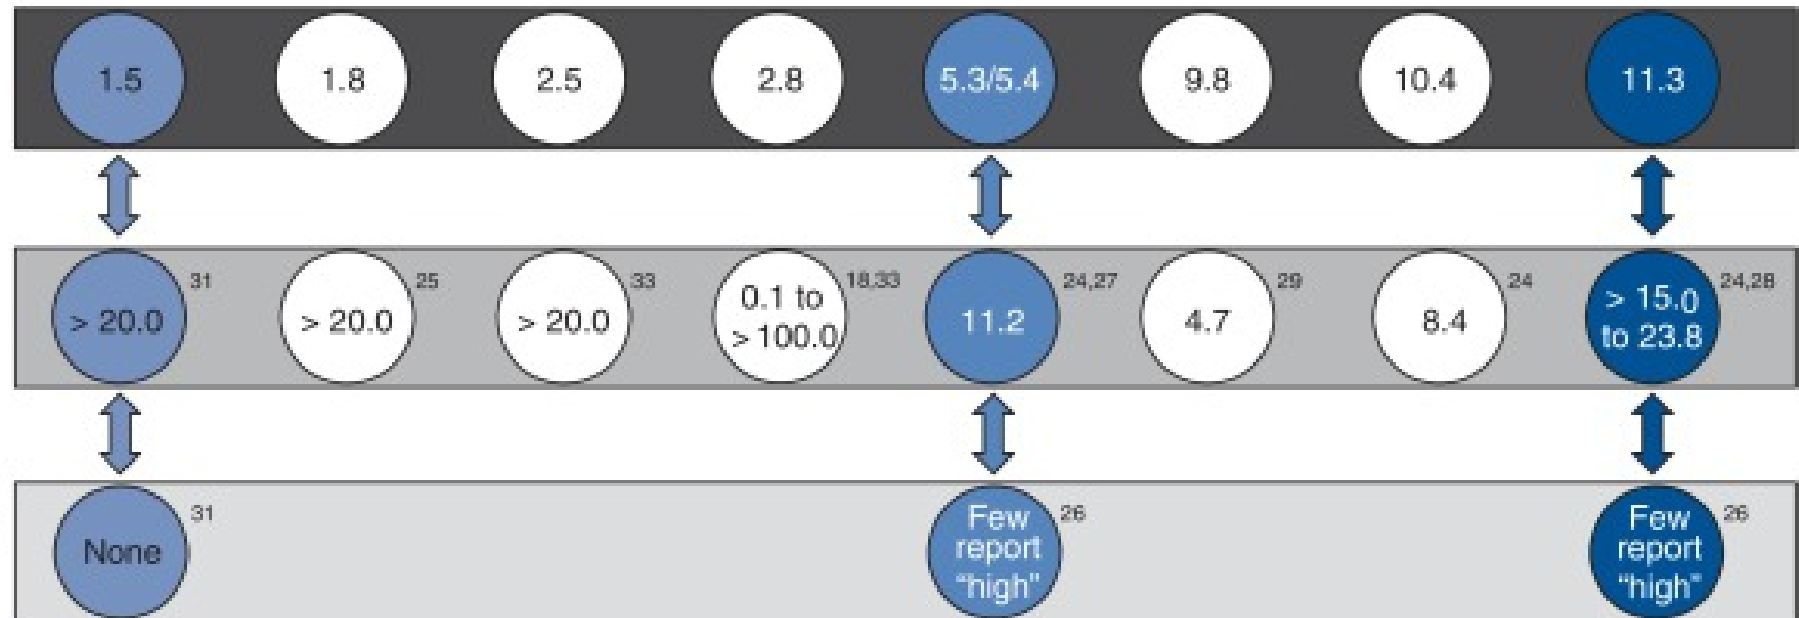 1.5 1.8 2.5 2.8 5.3/5.4 9.8 10.4 11.3
> 20.0 31
> 20.0 25
> 20.0 33
0.1 to
> 100.0 18,33
11.2 24,27
4.7 29
8.4 24
> 15.0
to 23.8 24,28
None 31
Few
report
“high” 26
Few
report
“high” 26